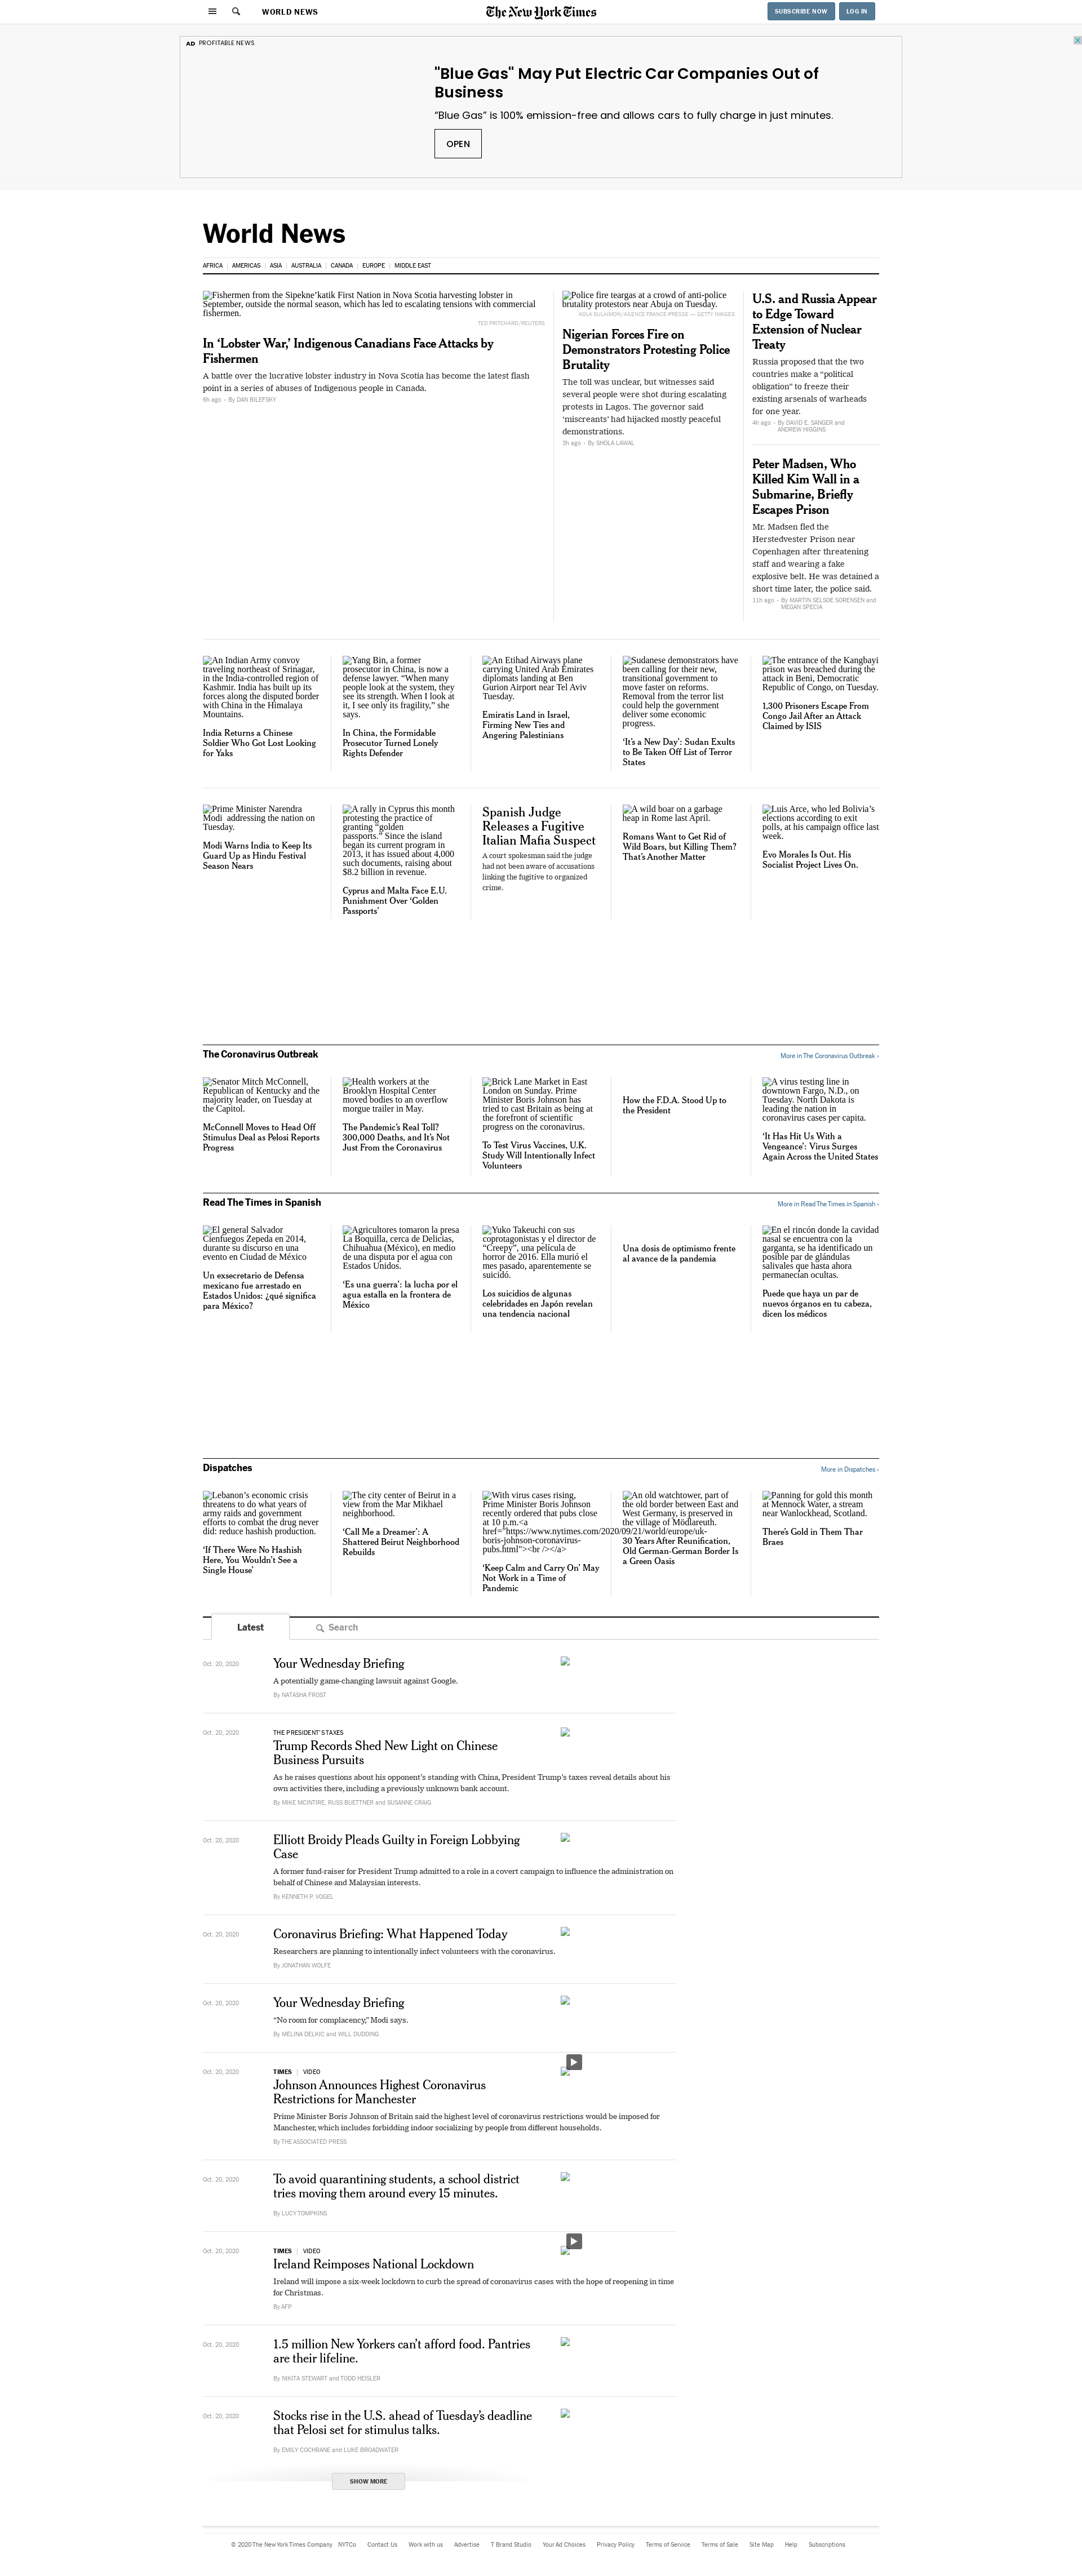 WORLD NEWS
The New York Times
SUBSCRIBE NOW
LOG IN
AD PROFITABLE NEWS
"Blue Gas" May Put Electric Car Companies Out of
Business
“Blue Gas” is 100% emission-free and allows cars to fully charge in just minutes.
OPEN
World News
AFRICA | AMERICAS | ASIA | AUSTRALIA | CANADA | EUROPE | MIDDLE EAST
Fishermen from the Sipekne’katik First Nation in Nova Scotia harvesting lobster in
September, outside the normal season, which has led to escalating tensions with commercial
fishermen.
TED PRITCHARD/REUTERS
In ‘Lobster War,’ Indigenous Canadians Face Attacks by
Fishermen
A battle over the lucrative lobster industry in Nova Scotia has become the latest flash
point in a series of abuses of Indigenous people in Canada.
6h ago • By DAN BILEFSKY
Police fire teargas at a crowd of anti-police
brutality protestors near Abuja on Tuesday.
KOLA SULAIMON/AGENCE FRANCE-PRESSE — GETTY IMAGES
Nigerian Forces Fire on
Demonstrators Protesting Police
Brutality
The toll was unclear, but witnesses said
several people were shot during escalating
protests in Lagos. The governor said
‘miscreants’ had hijacked mostly peaceful
demonstrations.
3h ago • By SHOLA LAWAL
U.S. and Russia Appear
to Edge Toward
Extension of Nuclear
Treaty
Russia proposed that the two
countries make a “political
obligation” to freeze their
existing arsenals of warheads
for one year.
4h ago • By DAVID E. SANGER and
ANDREW HIGGINS
Peter Madsen, Who
Killed Kim Wall in a
Submarine, Briefly
Escapes Prison
Mr. Madsen fled the
Herstedvester Prison near
Copenhagen after threatening
staff and wearing a fake
explosive belt. He was detained a
short time later, the police said.
11h ago • By MARTIN SELSOE SORENSEN and
MEGAN SPECIA
An Indian Army convoy
traveling northeast of Srinagar,
in the India-controlled region of
Kashmir. India has built up its
forces along the disputed border
with China in the Himalaya
Mountains.
India Returns a Chinese
Soldier Who Got Lost Looking
for Yaks
Yang Bin, a former
prosecutor in China, is now a
defense lawyer. “When many
people look at the system, they
see its strength. When I look at
it, I see only its fragility,” she
says.
In China, the Formidable
Prosecutor Turned Lonely
Rights Defender
An Etihad Airways plane
carrying United Arab Emirates
diplomats landing at Ben
Gurion Airport near Tel Aviv
Tuesday.
Emiratis Land in Israel,
Firming New Ties and
Angering Palestinians
Sudanese demonstrators have
been calling for their new,
transitional government to
move faster on reforms.
Removal from the terror list
could help the government
deliver some economic
progress.
‘It’s a New Day’: Sudan Exults
to Be Taken Off List of Terror
States
The entrance of the Kangbayi
prison was breached during the
attack in Beni, Democratic
Republic of Congo, on Tuesday.
1,300 Prisoners Escape From
Congo Jail After an Attack
Claimed by ISIS
Prime Minister Narendra
Modi addressing the nation on
Tuesday.
Modi Warns India to Keep Its
Guard Up as Hindu Festival
Season Nears
A rally in Cyprus this month
protesting the practice of
granting “golden
passports.” Since the island
began its current program in
2013, it has issued about 4,000
such documents, raising about
$8.2 billion in revenue.
Cyprus and Malta Face E.U.
Punishment Over ‘Golden
Passports’
Spanish Judge
Releases a Fugitive
Italian Mafia Suspect
A court spokesman said the judge
had not been aware of accusations
linking the fugitive to organized
crime.
A wild boar on a garbage
heap in Rome last April.
Romans Want to Get Rid of
Wild Boars, but Killing Them?
That’s Another Matter
Luis Arce, who led Bolivia’s
elections according to exit
polls, at his campaign office last
week.
Evo Morales Is Out. His
Socialist Project Lives On.
The Coronavirus Outbreak
More in The Coronavirus Outbreak ›
Senator Mitch McConnell,
Republican of Kentucky and the
majority leader, on Tuesday at
the Capitol.
McConnell Moves to Head Off
Stimulus Deal as Pelosi Reports
Progress
Health workers at the
Brooklyn Hospital Center
moved bodies to an overflow
morgue trailer in May.
The Pandemic’s Real Toll?
300,000 Deaths, and It’s Not
Just From the Coronavirus
Brick Lane Market in East
London on Sunday. Prime
Minister Boris Johnson has
tried to cast Britain as being at
the forefront of scientific
progress on the coronavirus.
To Test Virus Vaccines, U.K.
Study Will Intentionally Infect
Volunteers
How the F.D.A. Stood Up to
the President
A virus testing line in
downtown Fargo, N.D., on
Tuesday. North Dakota is
leading the nation in
coronavirus cases per capita.
‘It Has Hit Us With a
Vengeance’: Virus Surges
Again Across the United States
Read The Times in Spanish
More in Read The Times in Spanish ›
El general Salvador
Cienfuegos Zepeda en 2014,
durante su discurso en una
evento en Ciudad de México
Un exsecretario de Defensa
mexicano fue arrestado en
Estados Unidos: ¿qué significa
para México?
Agricultores tomaron la presa
La Boquilla, cerca de Delicias,
Chihuahua (México), en medio
de una disputa por el agua con
Estados Unidos.
‘Es una guerra’: la lucha por el
agua estalla en la frontera de
México
Yuko Takeuchi con sus
coprotagonistas y el director de
“Creepy”, una película de
horror de 2016. Ella murió el
mes pasado, aparentemente se
suicidó.
Los suicidios de algunas
celebridades en Japón revelan
una tendencia nacional
Una dosis de optimismo frente
al avance de la pandemia
En el rincón donde la cavidad
nasal se encuentra con la
garganta, se ha identificado un
posible par de glándulas
salivales que hasta ahora
permanecían ocultas.
Puede que haya un par de
nuevos órganos en tu cabeza,
dicen los médicos
Dispatches
More in Dispatches ›
Lebanon’s economic crisis
threatens to do what years of
army raids and government
efforts to combat the drug never
did: reduce hashish production.
‘If There Were No Hashish
Here, You Wouldn’t See a
Single House’
The city center of Beirut in a
view from the Mar Mikhael
neighborhood.
‘Call Me a Dreamer’: A
Shattered Beirut Neighborhood
Rebuilds
With virus cases rising,
Prime Minister Boris Johnson
recently ordered that pubs close
at 10 p.m.<a
href="https://www.nytimes.com/2020/09/21/world/europe/uk-
boris-johnson-coronavirus-
pubs.html"><br /></a>
‘Keep Calm and Carry On’ May
Not Work in a Time of
Pandemic
An old watchtower, part of
the old border between East and
West Germany, is preserved in
the village of Mödlareuth.
30 Years After Reunification,
Old German-German Border Is
a Green Oasis
Panning for gold this month
at Mennock Water, a stream
near Wanlockhead, Scotland.
There’s Gold in Them Thar
Braes
Latest
Search
Oct. 20, 2020
Your Wednesday Briefing
A potentially game-changing lawsuit against Google.
By NATASHA FROST
Oct. 20, 2020
THE PRESIDENT'S TAXES
Trump Records Shed New Light on Chinese
Business Pursuits
As he raises questions about his opponent's standing with China, President Trump's taxes reveal details about his
own activities there, including a previously unknown bank account.
By MIKE MCINTIRE, RUSS BUETTNER and SUSANNE CRAIG
Oct. 20, 2020
Elliott Broidy Pleads Guilty in Foreign Lobbying
Case
A former fund-raiser for President Trump admitted to a role in a covert campaign to influence the administration on
behalf of Chinese and Malaysian interests.
By KENNETH P. VOGEL
Oct. 20, 2020
Coronavirus Briefing: What Happened Today
Researchers are planning to intentionally infect volunteers with the coronavirus.
By JONATHAN WOLFE
Oct. 20, 2020
Your Wednesday Briefing
“No room for complacency,” Modi says.
By MELINA DELKIC and WILL DUDDING
Oct. 20, 2020
TIMES | VIDEO
Johnson Announces Highest Coronavirus
Restrictions for Manchester
Prime Minister Boris Johnson of Britain said the highest level of coronavirus restrictions would be imposed for
Manchester, which includes forbidding indoor socializing by people from different households.
By THE ASSOCIATED PRESS
Oct. 20, 2020
To avoid quarantining students, a school district
tries moving them around every 15 minutes.
By LUCY TOMPKINS
Oct. 20, 2020
TIMES | VIDEO
Ireland Reimposes National Lockdown
Ireland will impose a six-week lockdown to curb the spread of coronavirus cases with the hope of reopening in time
for Christmas.
By AFP
Oct. 20, 2020
1.5 million New Yorkers can’t afford food. Pantries
are their lifeline.
By NIKITA STEWART and TODD HEISLER
Oct. 20, 2020
Stocks rise in the U.S. ahead of Tuesday’s deadline
that Pelosi set for stimulus talks.
By EMILY COCHRANE and LUKE BROADWATER
SHOW MORE
© 2020 The New York Times Company NYTCo Contact Us Work with us Advertise T Brand Studio Your Ad Choices Privacy Policy Terms of Service Terms of Sale Site Map Help Subscriptions